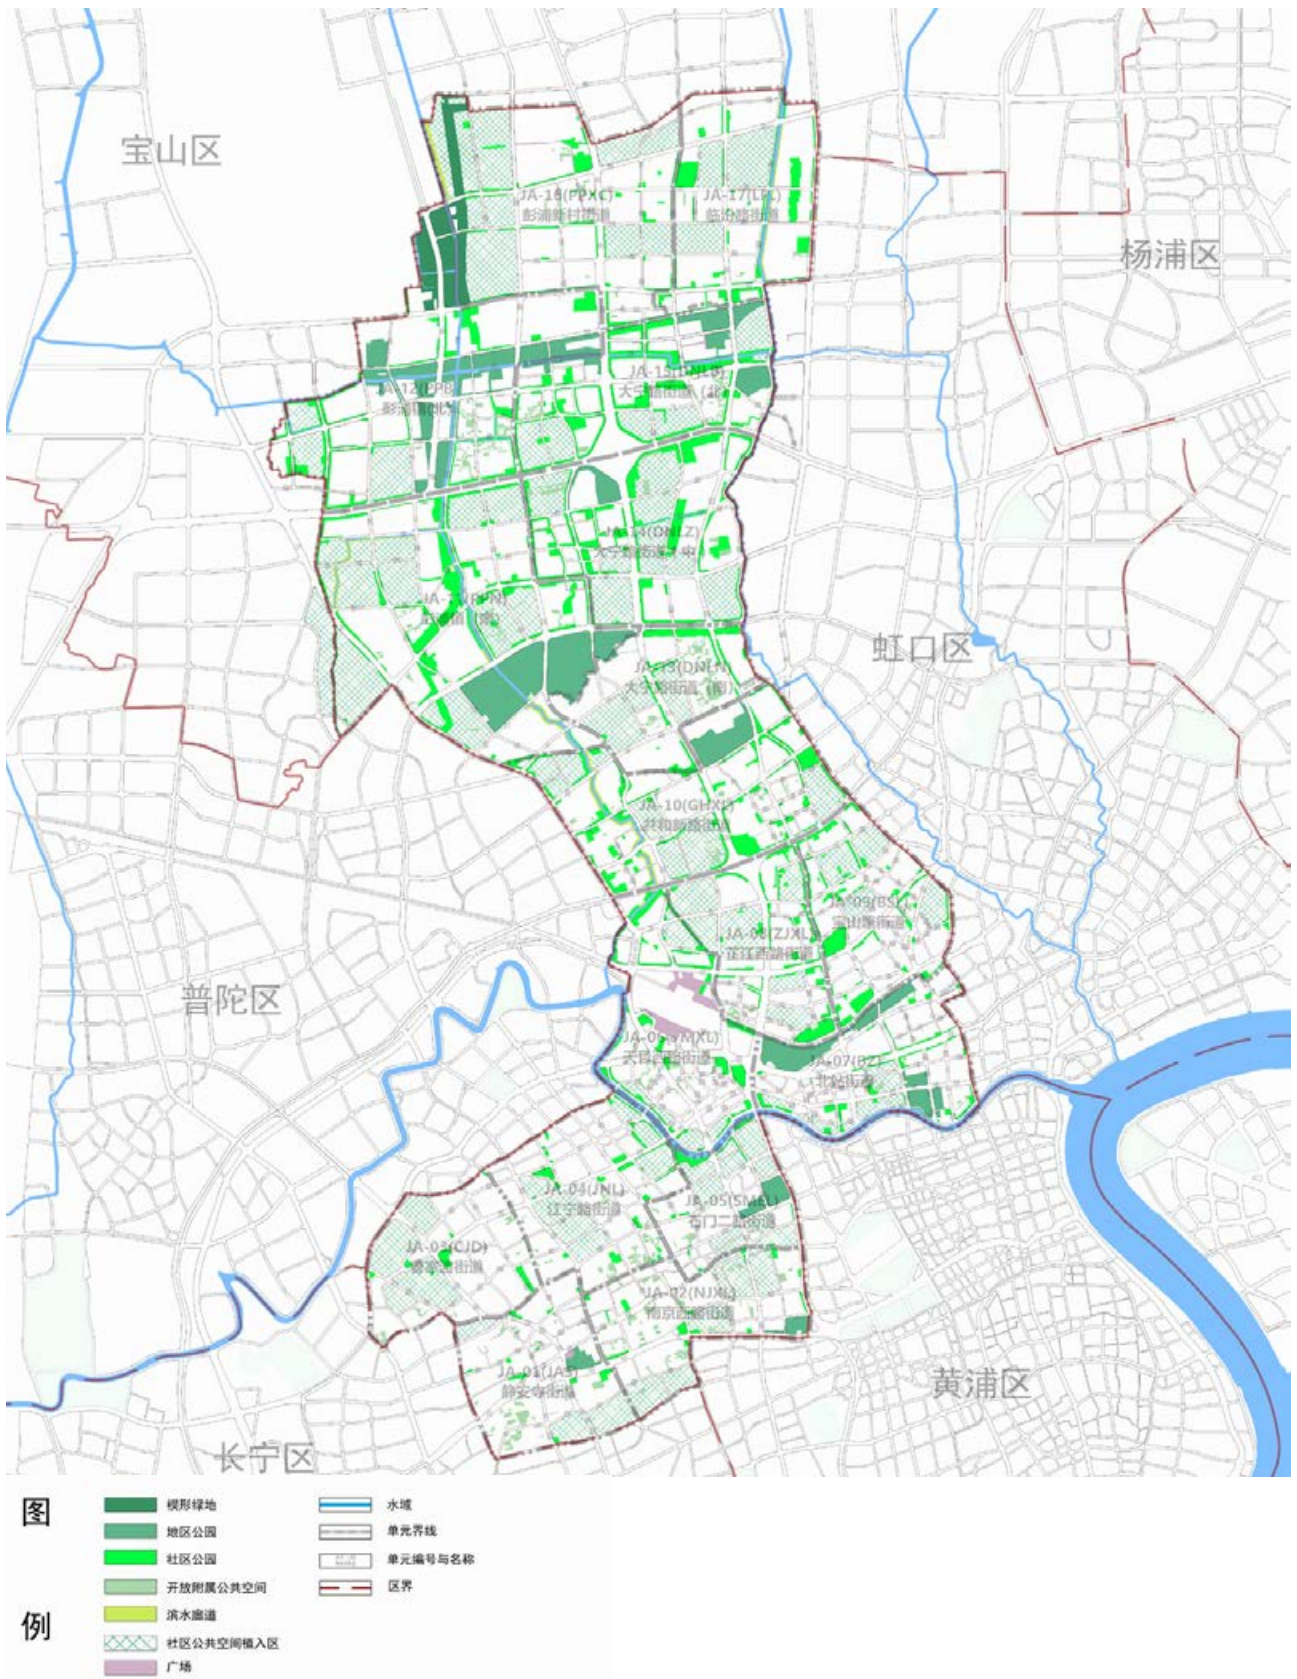 宝山区
杨浦区
JA-16(PPXC)
彭浦新村街道
JA-17(LFL)
临汾路街道
大宁路街道（北）
JA-14(DNLZ)
虹口区
JA-13(DNLN)
大宁路街道（南）
JA-10(GHXL)
共和新路街道
JA-09(BSL)
宝山路街道
JA-08(ZJXL)
芷江西路街道
普陀区
天目西路街道
JA-07(BZ)
北站街道
JA-04(JNL)
江宁路街道
JA-05(SMEL)
石门二路街道
JA-03(CJD)
曹家渡街道
JA-02(NJXL)
南京西路街道
JA-01(JAS)
静安寺街道
黄浦区
长宁区
图
例
楔形绿地
地区公园
社区公园
开放附属公共空间
滨水廊道
社区公共空间植入区
广场
水域
单元界线
单元编号与名称
区界